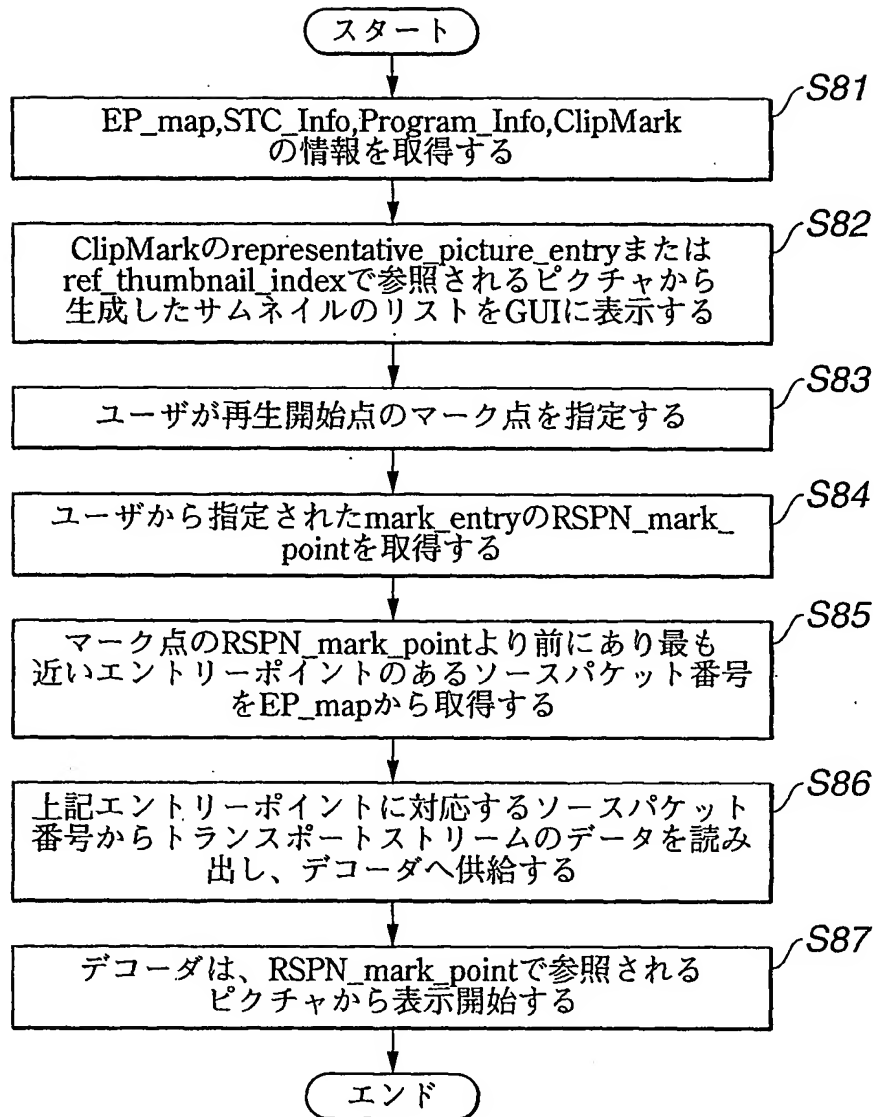 スタート
S81
EP_map,STC_Info,Program_Info,ClipMark
の情報を取得する
S82
ClipMarkのrepresentative_picture_entryまたは
ref_thumbnail_indexで参照されるピクチャから
生成したサムネイルのリストをGUIに表示する
S83
ユーザが再生開始点のマーク点を指定する
S84
ユーザから指定されたmark_entryのRSPN_mark_
pointを取得する
S85
マーク点のRSPN_mark_pointより前にあり最も
近いエントリーポイントのあるソースパケット番号
をEP_mapから取得する
S86
上記エントリーポイントに対応するソースパケット
番号からトランスポートストリームのデータを読み
出し、デコーダへ供給する
S87
デコーダは、RSPN_mark_pointで参照される
ピクチャから表示開始する
エンド